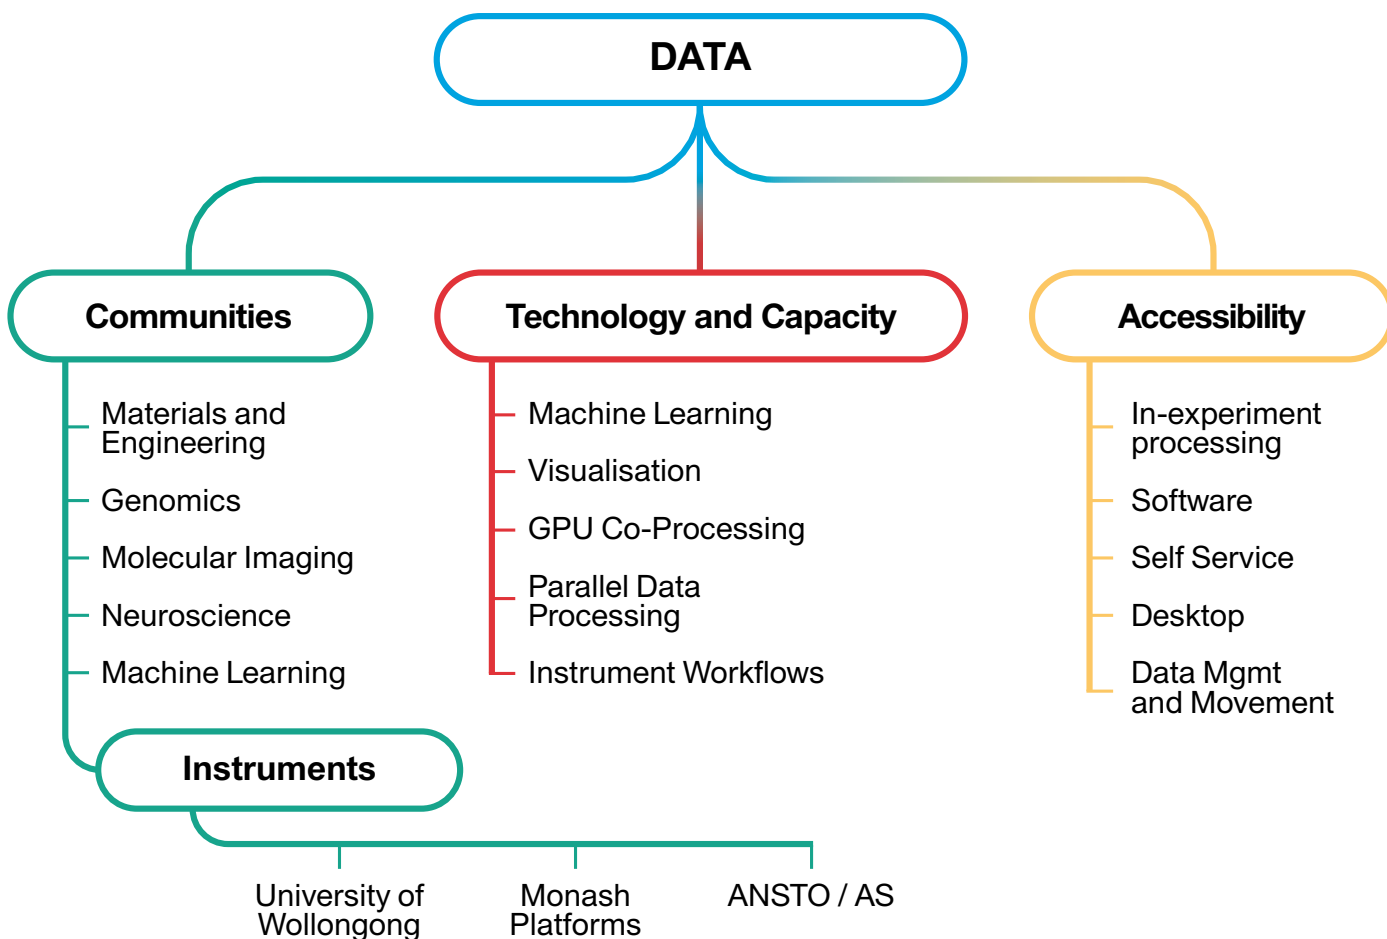 DATA
Communities
Materials and
Engineering
Genomics
Molecular Imaging
Neuroscience
Machine Learning
Instruments
University of
Wollongong
Monash
Platforms
ANSTO / AS
Technology and Capacity
Machine Learning
Visualisation
GPU Co-Processing
Parallel Data
Processing
Instrument Workflows
Accessibility
In-experiment
processing
Software
Self Service
Desktop
Data Mgmt
and Movement